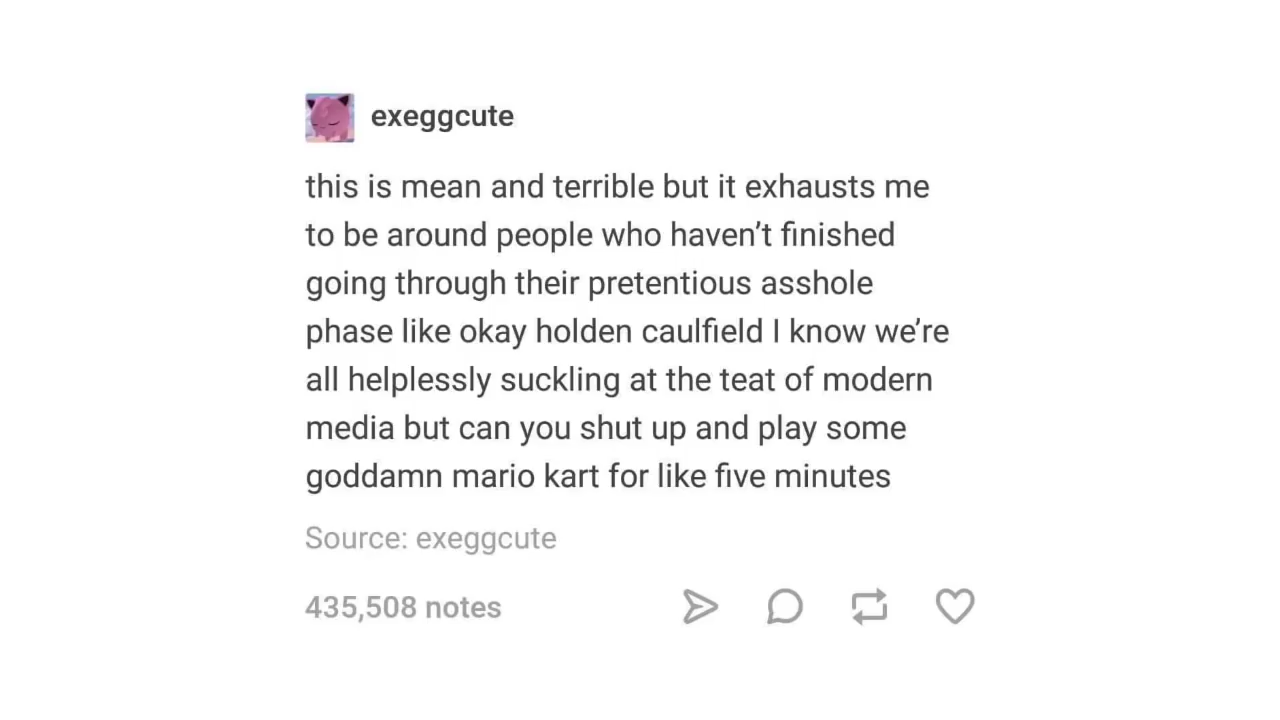 exeggcute
this is mean and terrible but it exhausts me
to be around people who haven’t finished
going through their pretentious asshole
phase like okay holden caulfield I know we’re
all helplessly suckling at the teat of modern
media but can you shut up and play some
goddamn mario kart for like five minutes
Source: exeggcute
435,508 notes